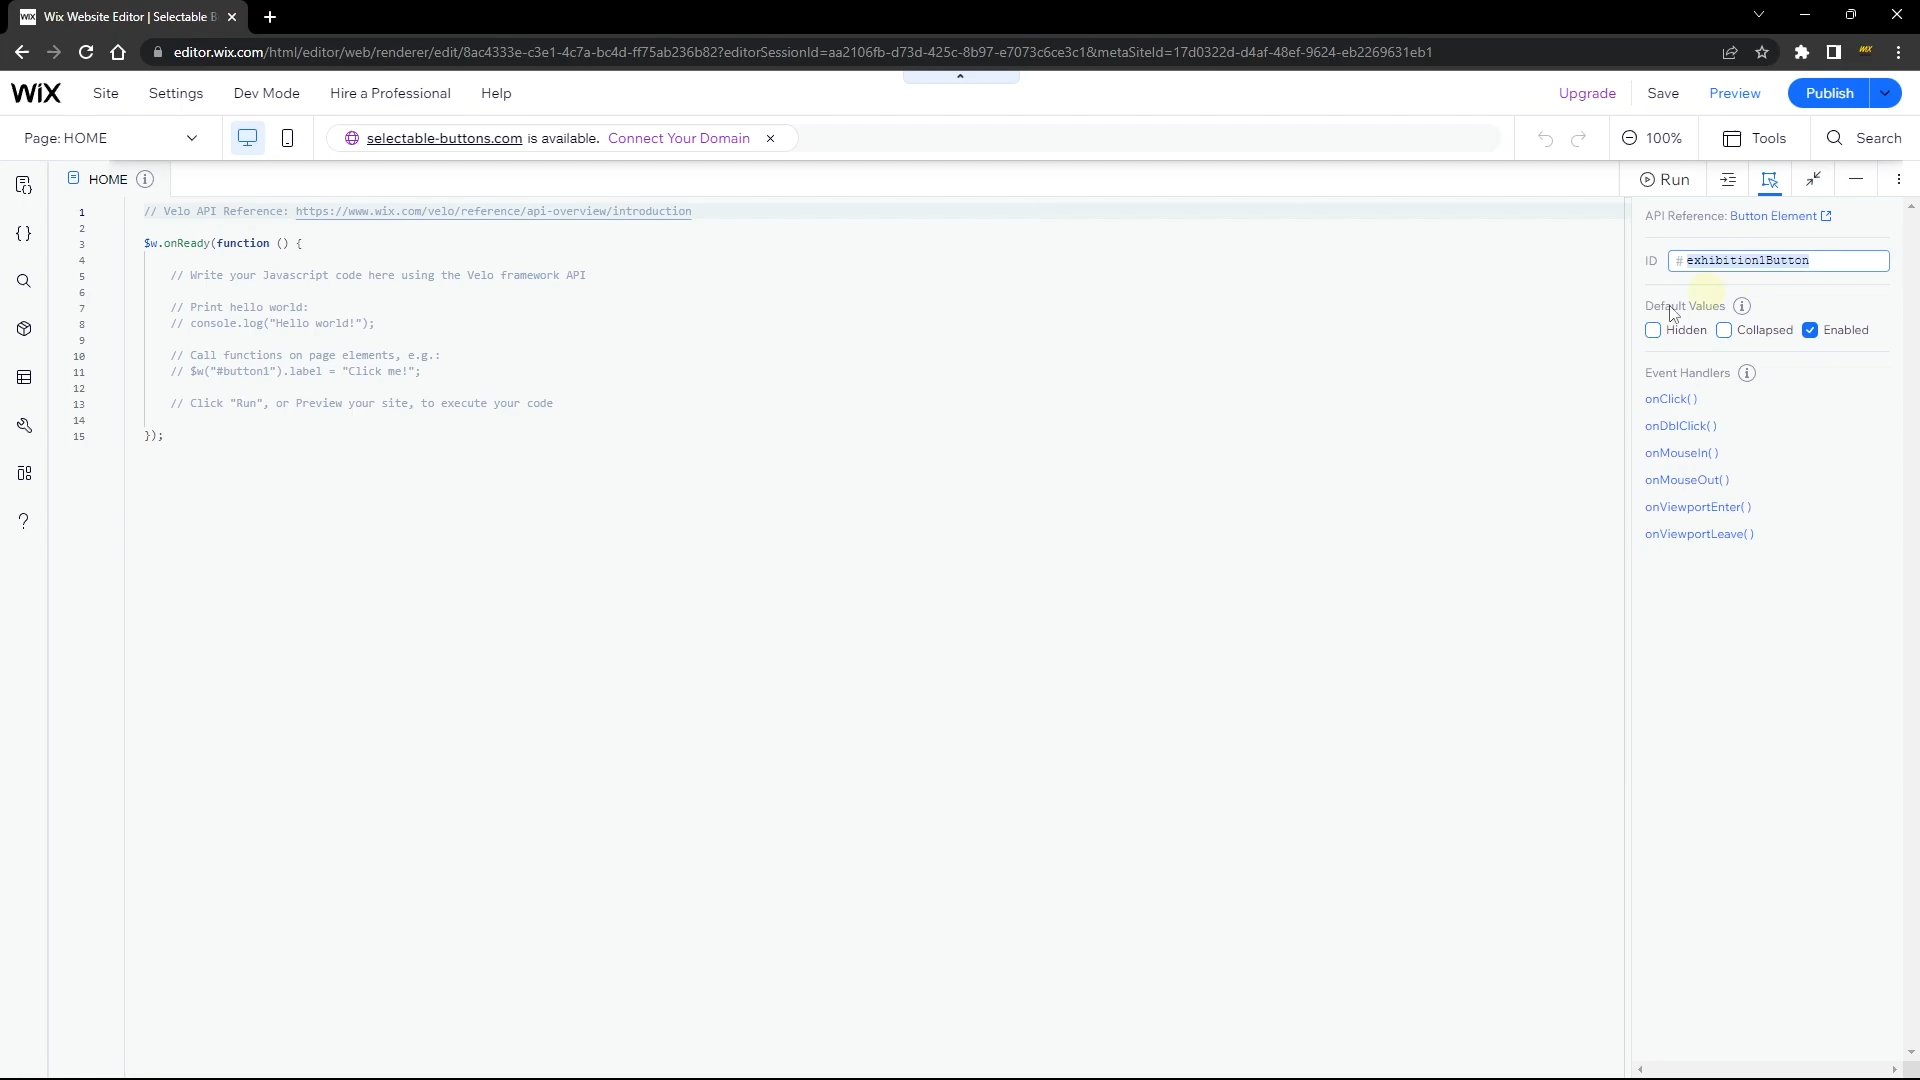 WiX Wix Website Editor | Selectable B
editor.wix.com/html/editor/web/renderer/edit/8ac4333e-c3e1-4c7a-bc4d-ff75ab236b82?editorSessionId=aa2106fb-d73d-425c-8b97-e7073c6ce3c1&metaSiteId=17d0322d-d4af-48ef-9624-eb2269631eb1
WiX Site Settings Dev Mode Hire a Professional Help Upgrade Save Preview Publish
Page: HOME selectable-buttons.com is available. Connect Your Domain 100% Tools Search
HOME Run
1 // Velo API Reference: https://www.wix.com/velo/reference/api-overview/introduction
2
3 $w.onReady(function () {
4
5 // Write your Javascript code here using the Velo framework API
6
7 // Print hello world:
8 // console.log("Hello world!");
9
10 // Call functions on page elements, e.g.:
11 // $w("#button1").label = "Click me!";
12
13 // Click "Run", or Preview your site, to execute your code
14
15 });
API Reference: Button Element
ID # exhibition1Button
Default Values
Hidden Collapsed Enabled
Event Handlers
onClick( )
onDblClick( )
onMouseIn( )
onMouseOut( )
onViewportEnter( )
onViewportLeave( )